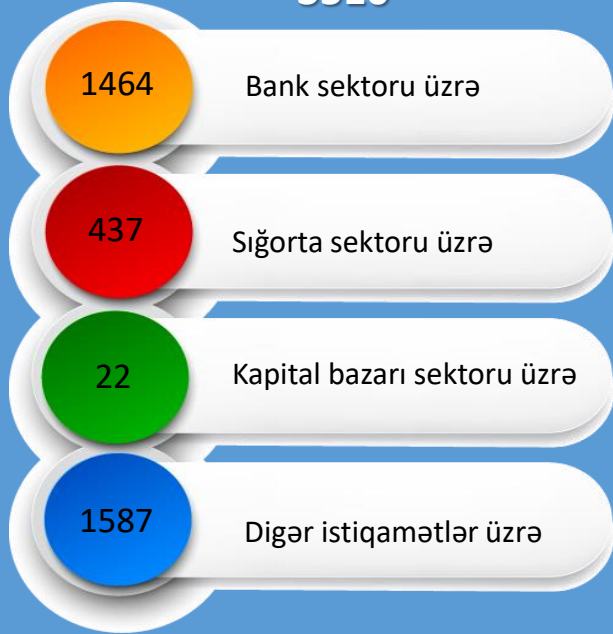 1464 Bank sektoru üzrə
437 Sığorta sektoru üzrə
22 Kapital bazarı sektoru üzrə
1587 Digər istiqamətlər üzrə